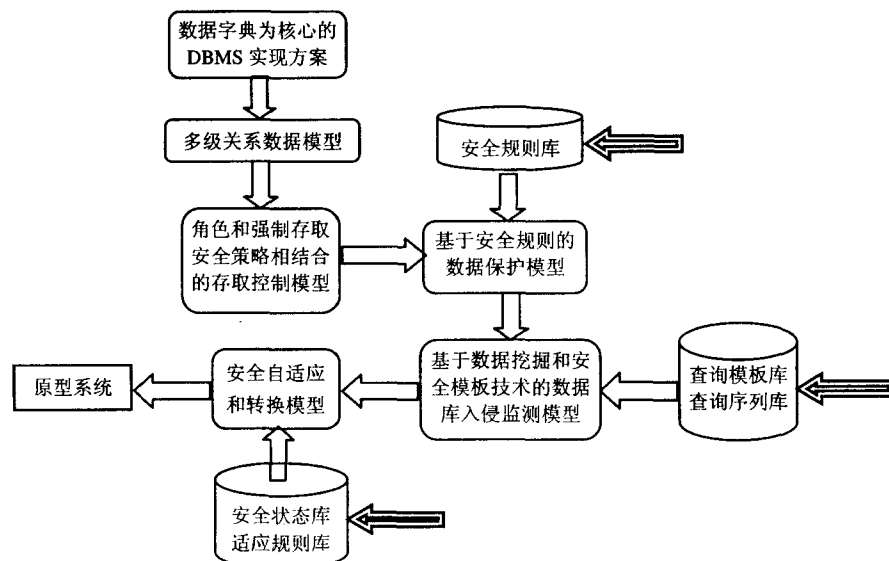 数据字典为核心的
DBMS 实现方案
多级关系数据模型
安全规则库
角色和强制存取
安全策略相结合
的存取控制模型
基于安全规则的
数据保护模型
原型系统
安全自适应
和转换模型
基于数据挖掘和安
全模板技术的数据
库入侵监测模型
查询模板库
查询序列库
安全状态库
适应规则库